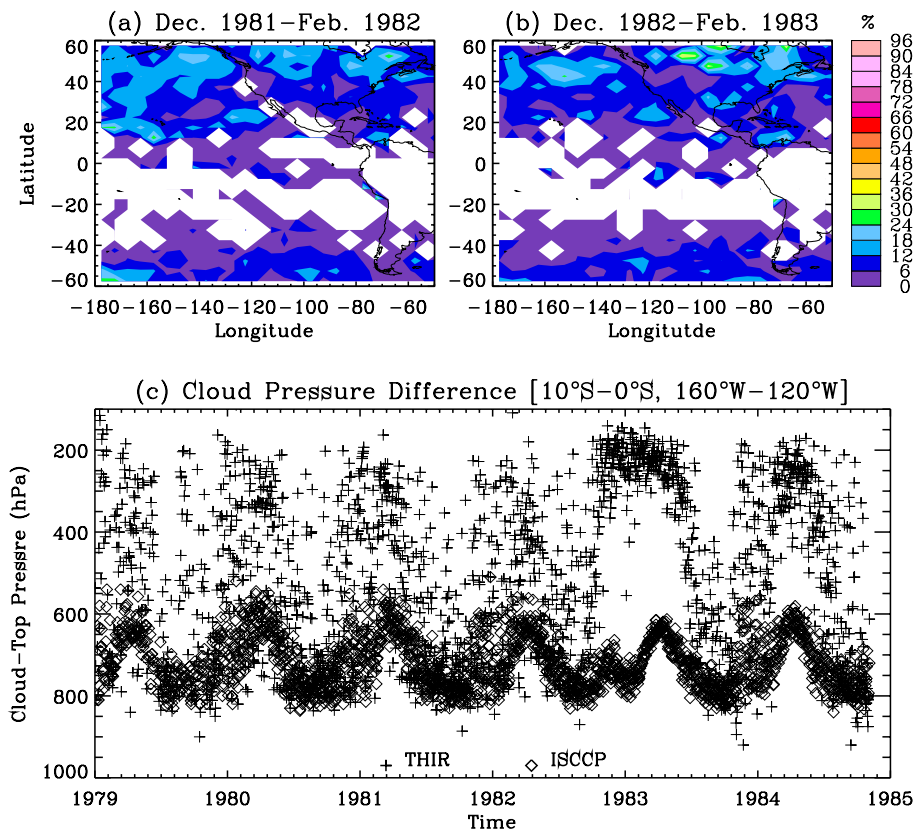 (a) Dec. 1981-Feb. 1982
(b) Dec. 1982-Feb. 1983
%
60
40
20
0
-20
-40
-60
Latitude
-180 -160 -140 -120 -100 -80 -60
Longitude
60
40
20
0
-20
-40
-60
-180 -160 -140 -120 -100 -80 -60
Longitutde
96
90
84
78
72
66
60
54
48
42
36
30
24
18
12
6
0
(c) Cloud Pressure Difference [10°S-0°S, 160°W-120°W]
200
400
600
800
1000
Cloud-Top Pressre (hPa)
THIR
ISCCP
1979 1980 1981 1982 1983 1984 1985
Time